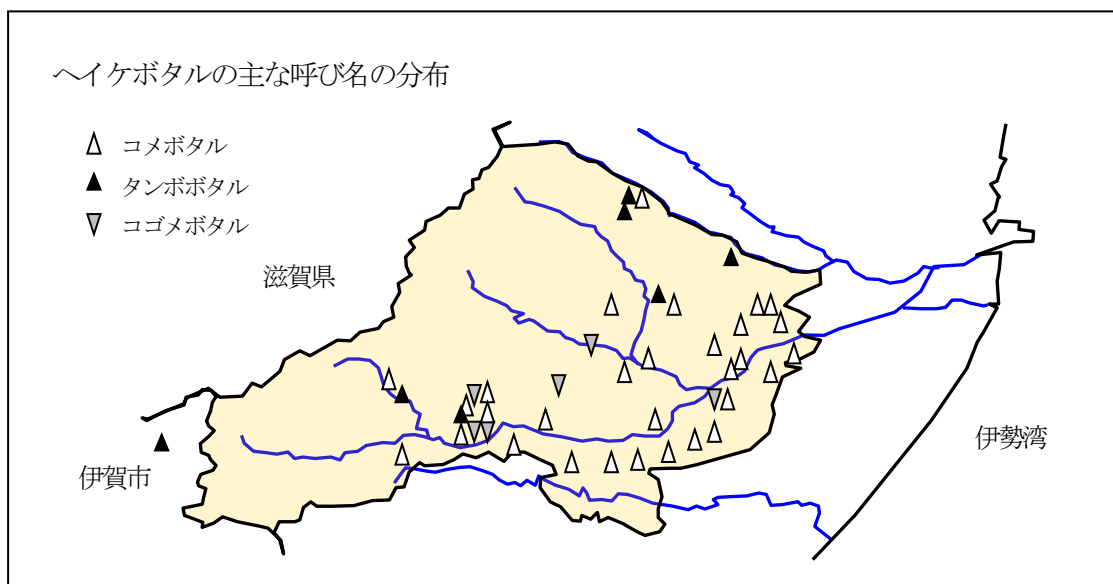 ヘイケボタルの主な呼び名の分布
コメボタル
タンボボタル
コゴメボタル
滋賀県
伊勢湾
伊賀市